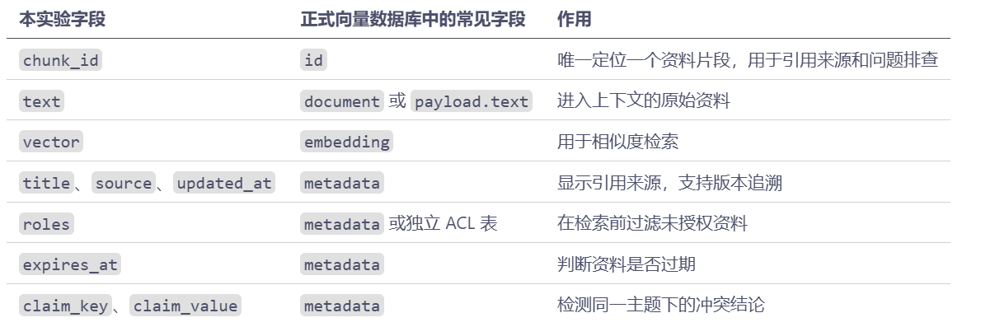 本实验字段 正式向量数据库中的常见字段 作用
chunk_id id 唯一定位一个资料片段，用于引用来源和问题排查
text document 或 payload.text 进入上下文的原始资料
vector embedding 用于相似度检索
title、source、updated_at metadata 显示引用来源，支持版本追溯
roles metadata 或独立 ACL 表 在检索前过滤未授权资料
expires_at metadata 判断资料是否过期
claim_key、claim_value metadata 检测同一主题下的冲突结论